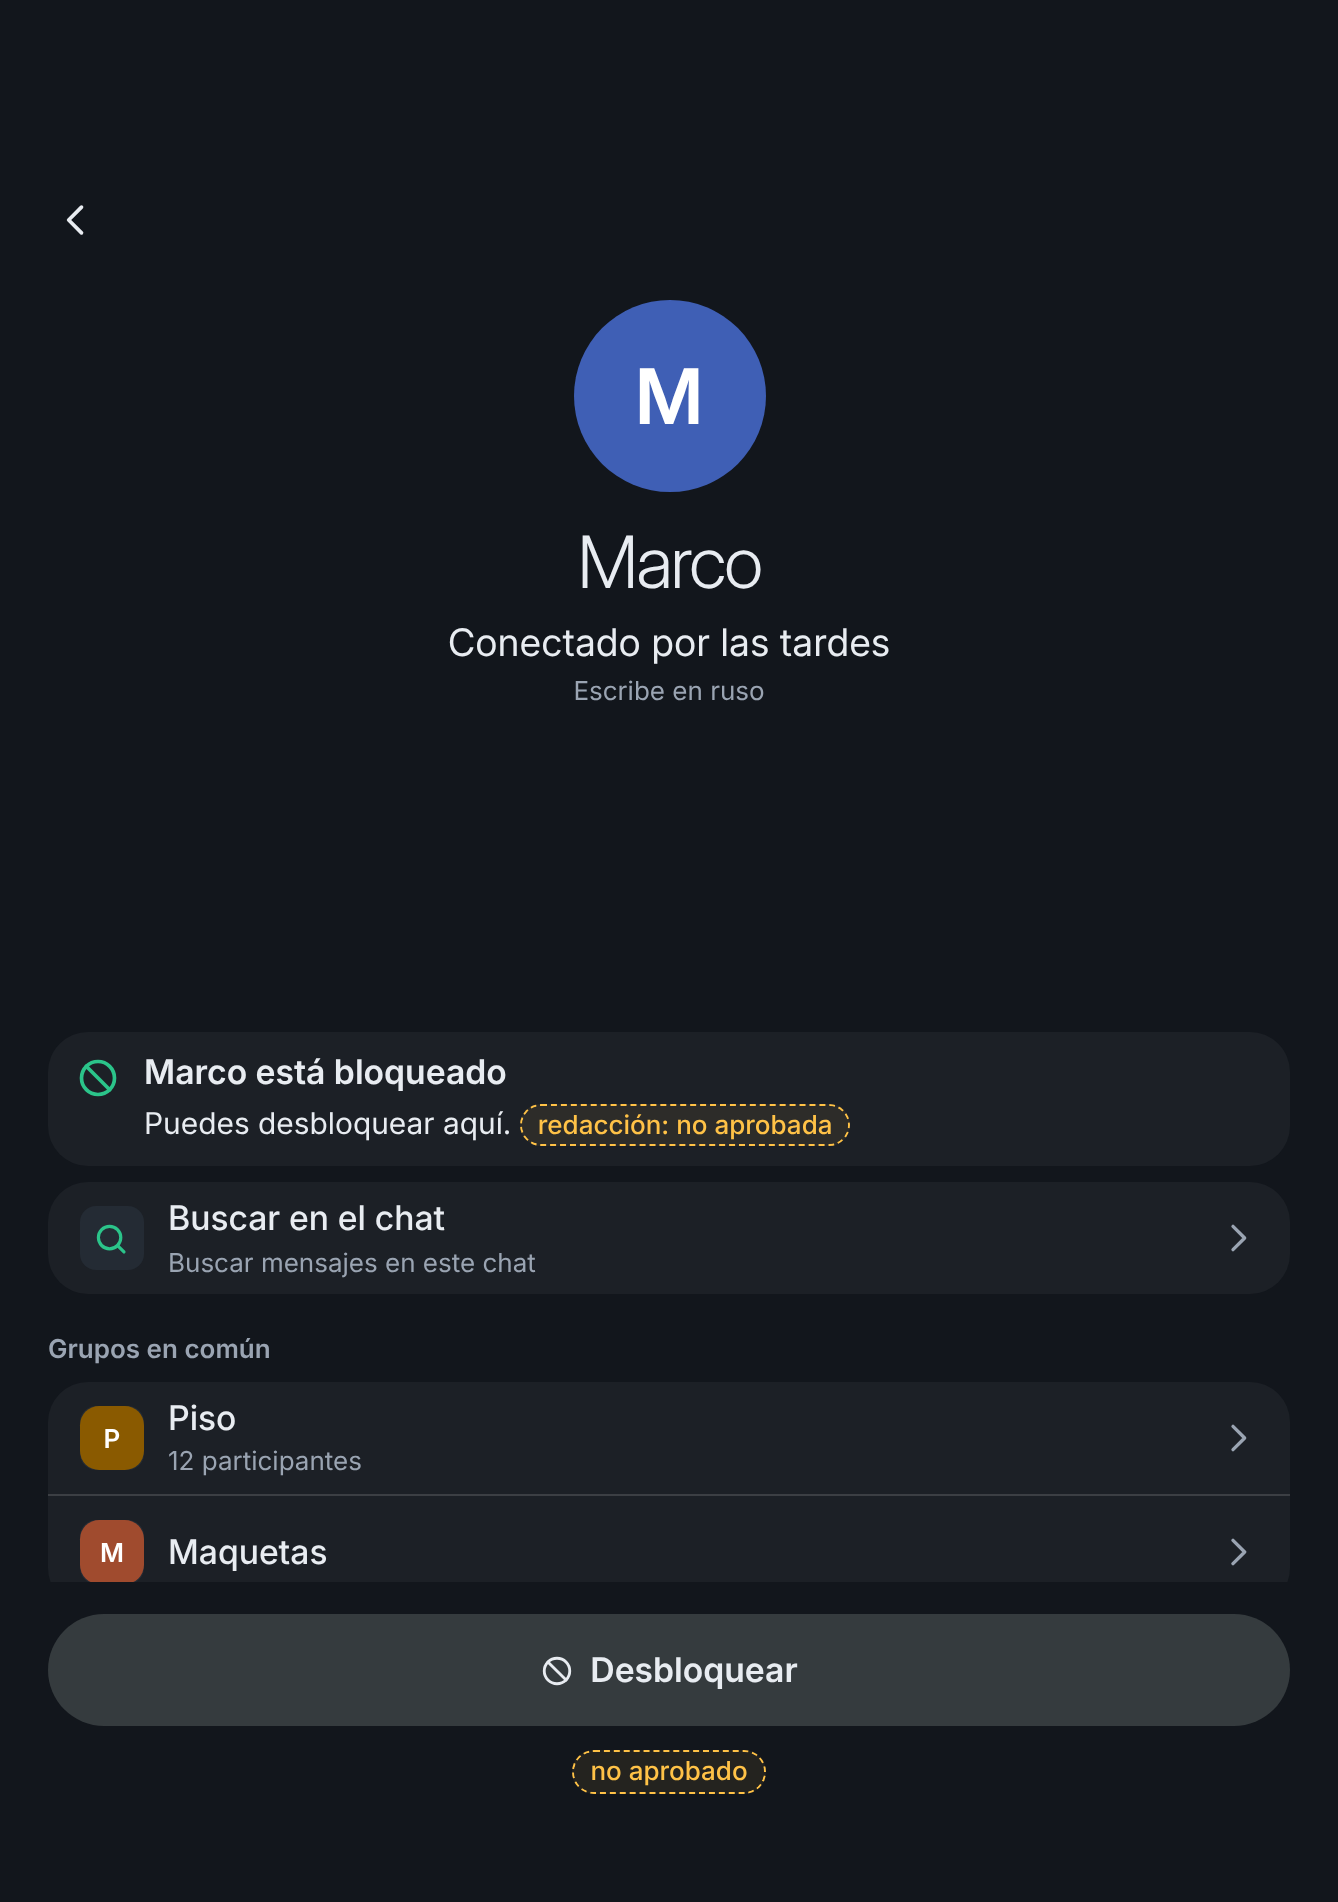 M
Marco
Conectado por las tardes
Escribe en ruso
Marco está bloqueado
Puedes desbloquear aquí. redacción: no aprobada
Buscar en el chat
Buscar mensajes en este chat
Grupos en común
P
Piso
12 participantes
M
Maquetas
Desbloquear
no aprobado